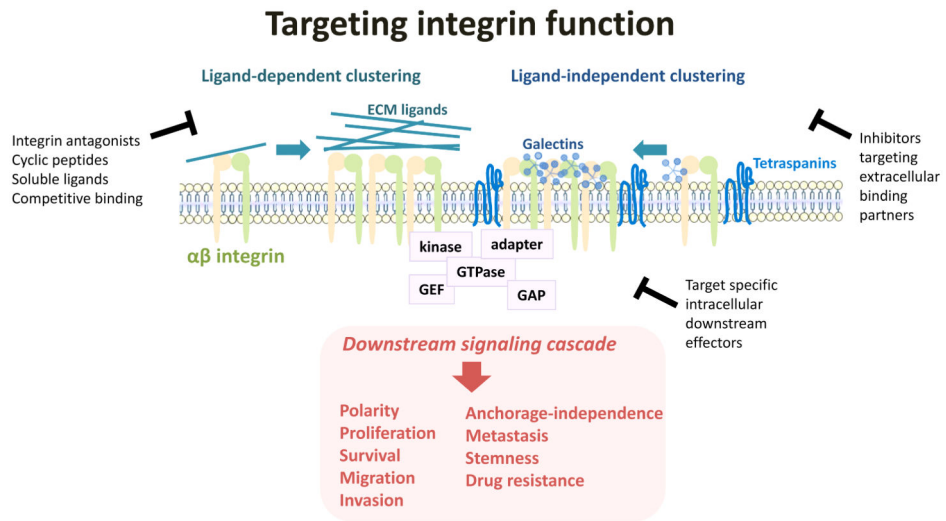 Targeting integrin function
Ligand-dependent clustering
Ligand-independent clustering
ECM ligands
Integrin antagonists
Cyclic peptides
Soluble ligands
Competitive binding
Galectins
Tetraspanins
Inhibitors
targeting
extracellular
binding
partners
αβ integrin
kinase
adapter
GTPase
GEF
GAP
Target specific
intracellular
downstream
effectors
Downstream signaling cascade
Polarity
Proliferation
Survival
Migration
Invasion
Anchorage-independence
Metastasis
Stemness
Drug resistance